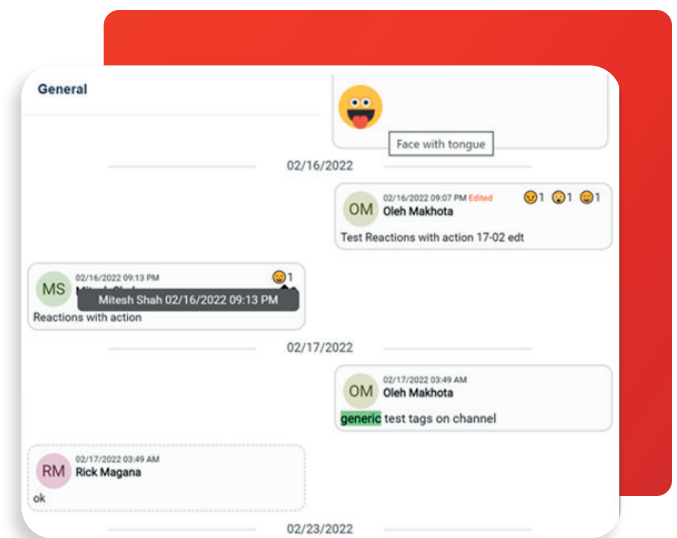 General
Face with tongue
02/16/2022
02/16/2022 09:07 PM Edited
1 1 1
OM
Oleh Makhota
Test Reactions with action 17-02 edt
02/16/2022 09:13 PM
1
MS
Mitesh Shah 02/16/2022 09:13 PM
Reactions with action
02/17/2022
02/17/2022 03:49 AM
OM
Oleh Makhota
generic test tags on channel
02/17/2022 03:49 AM
RM
Rick Magana
ok
02/23/2022